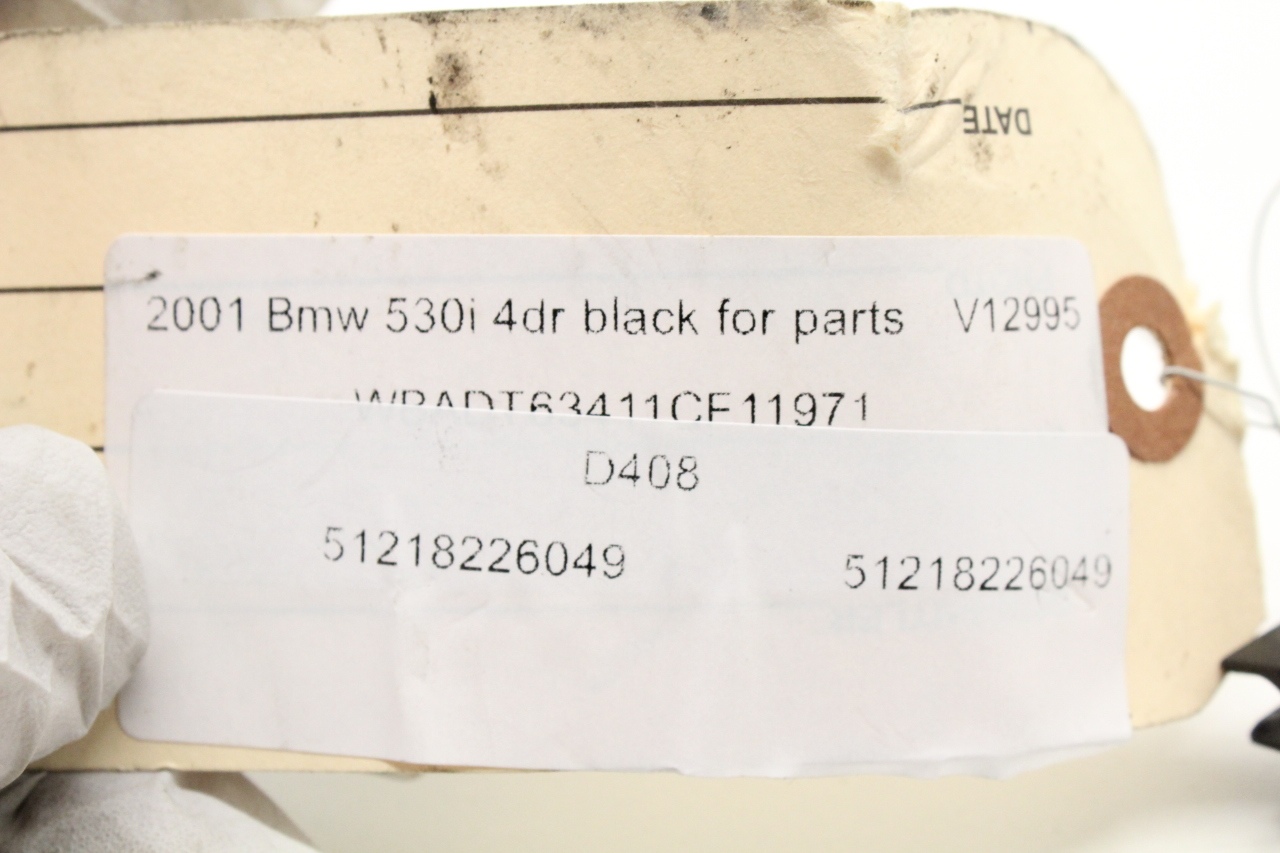 DATE
2001 Bmw 530i 4dr black for parts V12995
WBADT63411CF11971
D408
51218226049 51218226049